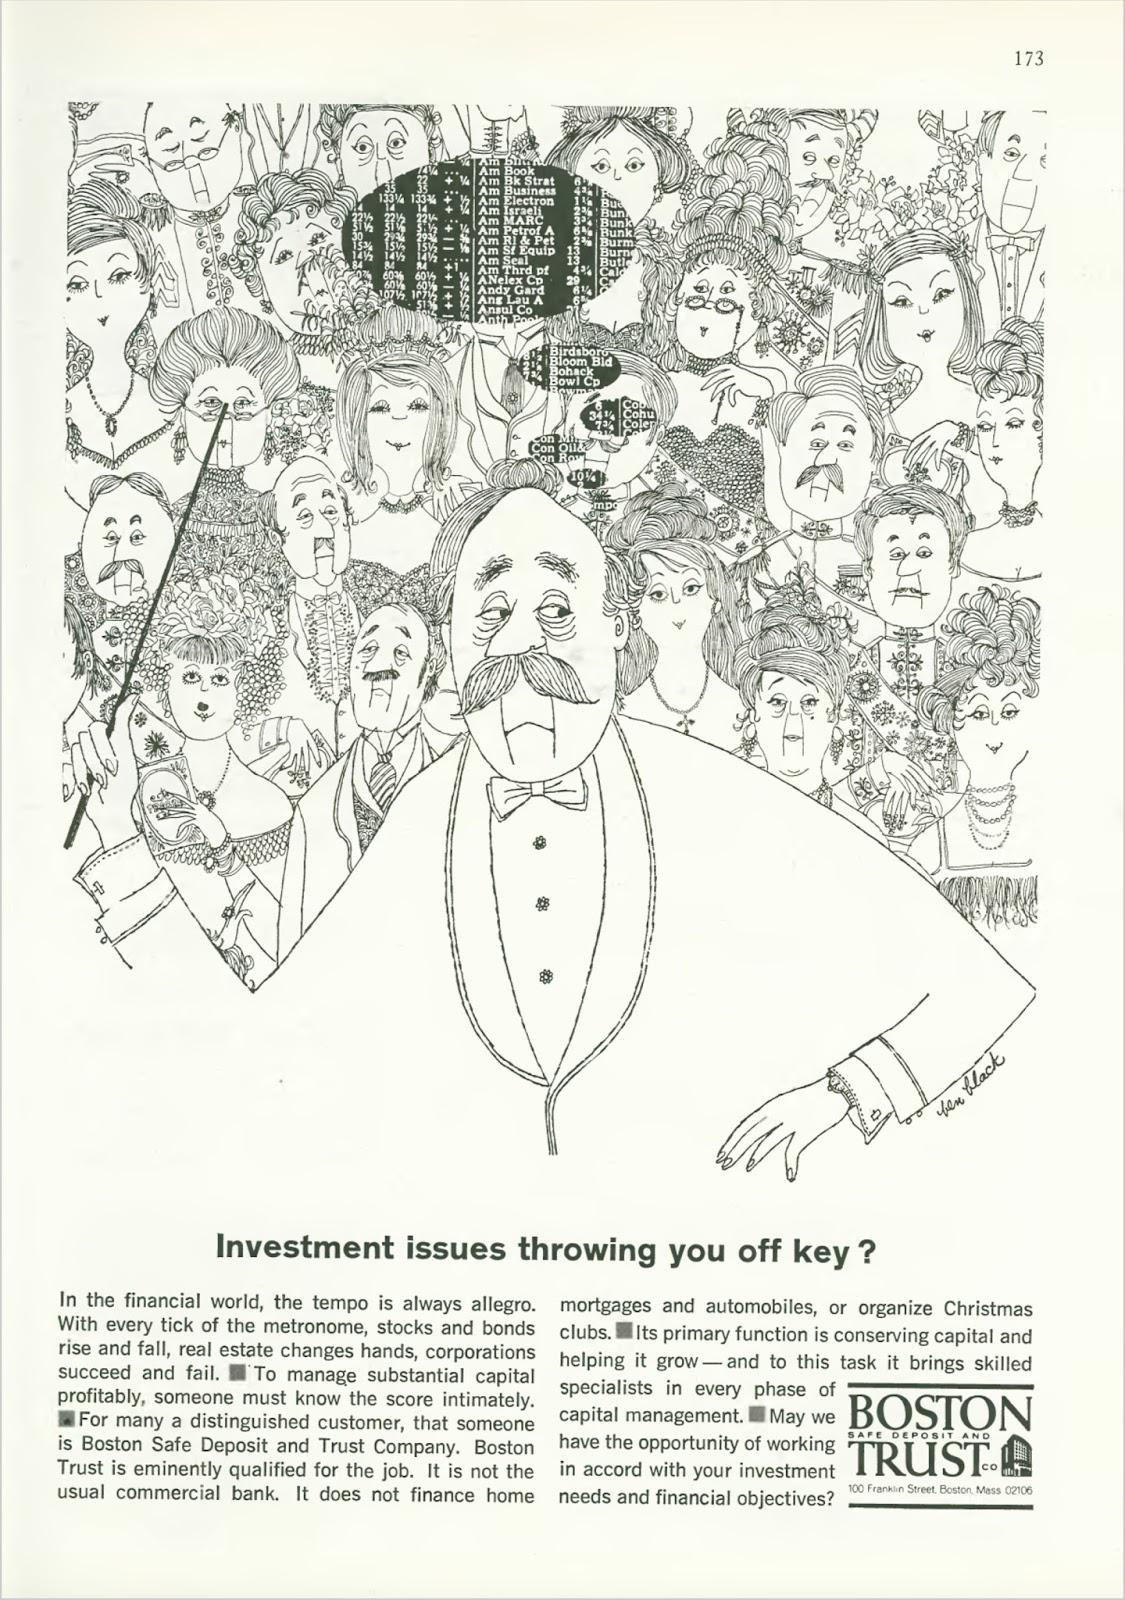 173
Am Book
Am Bk Strat
Am Business
Am Electron
Am Israeli
Am MARC
Am Petrof A
Am Rl & Pet
Am Sf Equip
Am Seal
Am Thrd pf
ANelex Cp
Andy Gard
Ang Lau A
Ansul Co
Birdsboro
Bloom Bld
Bohack
Bowl Cp
ben black
Investment issues throwing you off key?
In the financial world, the tempo is always allegro.
With every tick of the metronome, stocks and bonds
rise and fall, real estate changes hands, corporations
succeed and fail. ■ To manage substantial capital
profitably, someone must know the score intimately.
■ For many a distinguished customer, that someone
is Boston Safe Deposit and Trust Company. Boston
Trust is eminently qualified for the job. It is not the
usual commercial bank. It does not finance home
mortgages and automobiles, or organize Christmas
clubs. ■ Its primary function is conserving capital and
helping it grow — and to this task it brings skilled
specialists in every phase of
capital management. ■ May we
have the opportunity of working
in accord with your investment
needs and financial objectives?
BOSTON
SAFE DEPOSIT AND
TRUST CO
100 Franklin Street, Boston, Mass 02106